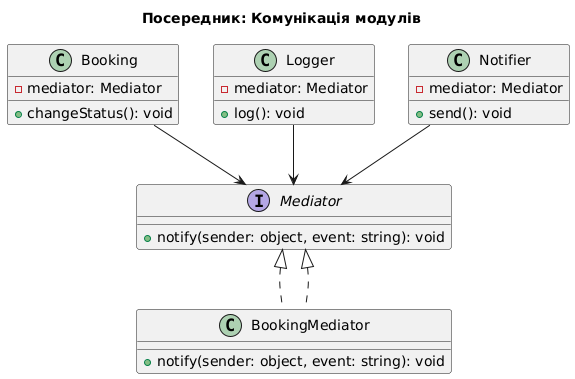 Посередник: Комунікація модулів
C Booking
mediator: Mediator
changeStatus(): void
C Logger
mediator: Mediator
log(): void
C Notifier
mediator: Mediator
send(): void
I Mediator
notify(sender: object, event: string): void
C BookingMediator
notify(sender: object, event: string): void